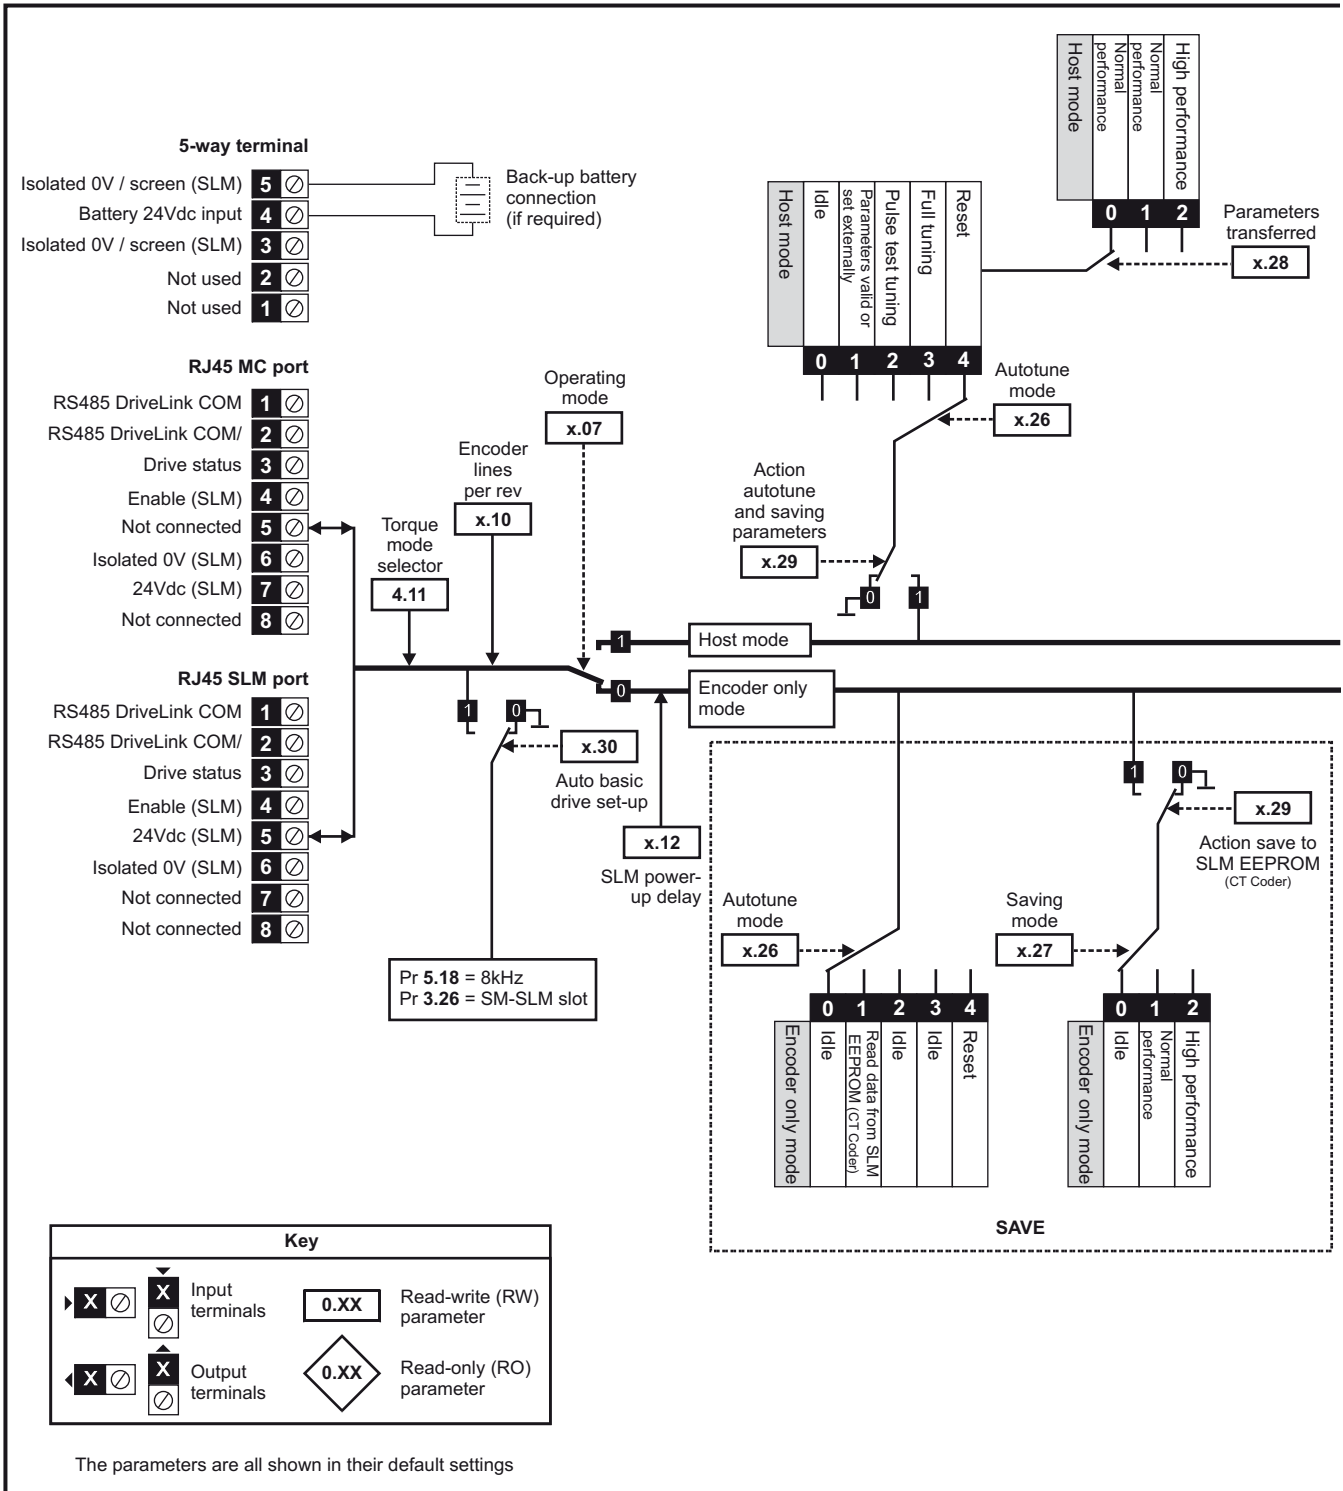 Host mode
Normal
performance
Normal
performance
High performance
0 1 2
Parameters
transferred
x.28
5-way terminal
Isolated 0V / screen (SLM) 5
Battery 24Vdc input 4
Isolated 0V / screen (SLM) 3
Not used 2
Not used 1
Back-up battery
connection
(if required)
Host mode
Idle
Parameters valid or
set externally
Pulse test tuning
Full tuning
Reset
0 1 2 3 4
Autotune
mode
x.26
RJ45 MC port
RS485 DriveLink COM 1
RS485 DriveLink COM/ 2
Drive status 3
Enable (SLM) 4
Not connected 5
Isolated 0V (SLM) 6
24Vdc (SLM) 7
Not connected 8
Operating
mode
x.07
Encoder
lines
per rev
x.10
Torque
mode
selector
4.11
Action
autotune
and saving
parameters
x.29
0 1
1 Host mode
0 Encoder only
mode
RJ45 SLM port
RS485 DriveLink COM 1
RS485 DriveLink COM/ 2
Drive status 3
Enable (SLM) 4
24Vdc (SLM) 5
Isolated 0V (SLM) 6
Not connected 7
Not connected 8
1 0
x.30
Auto basic
drive set-up
x.12
SLM power-
up delay
Pr 5.18 = 8kHz
Pr 3.26 = SM-SLM slot
1 0
x.29
Action save to
SLM EEPROM
(CT Coder)
Autotune
mode
x.26
Saving
mode
x.27
0 1 2 3 4
Encoder only mode
Idle
Read data from SLM
EEPROM (CT Coder)
Idle
Idle
Reset
0 1 2
Encoder only mode
Idle
Normal
performance
High performance
SAVE
Key
X
X
Input
terminals
0.XX
Read-write (RW)
parameter
X
X
Output
terminals
0.XX
Read-only (RO)
parameter
The parameters are all shown in their default settings